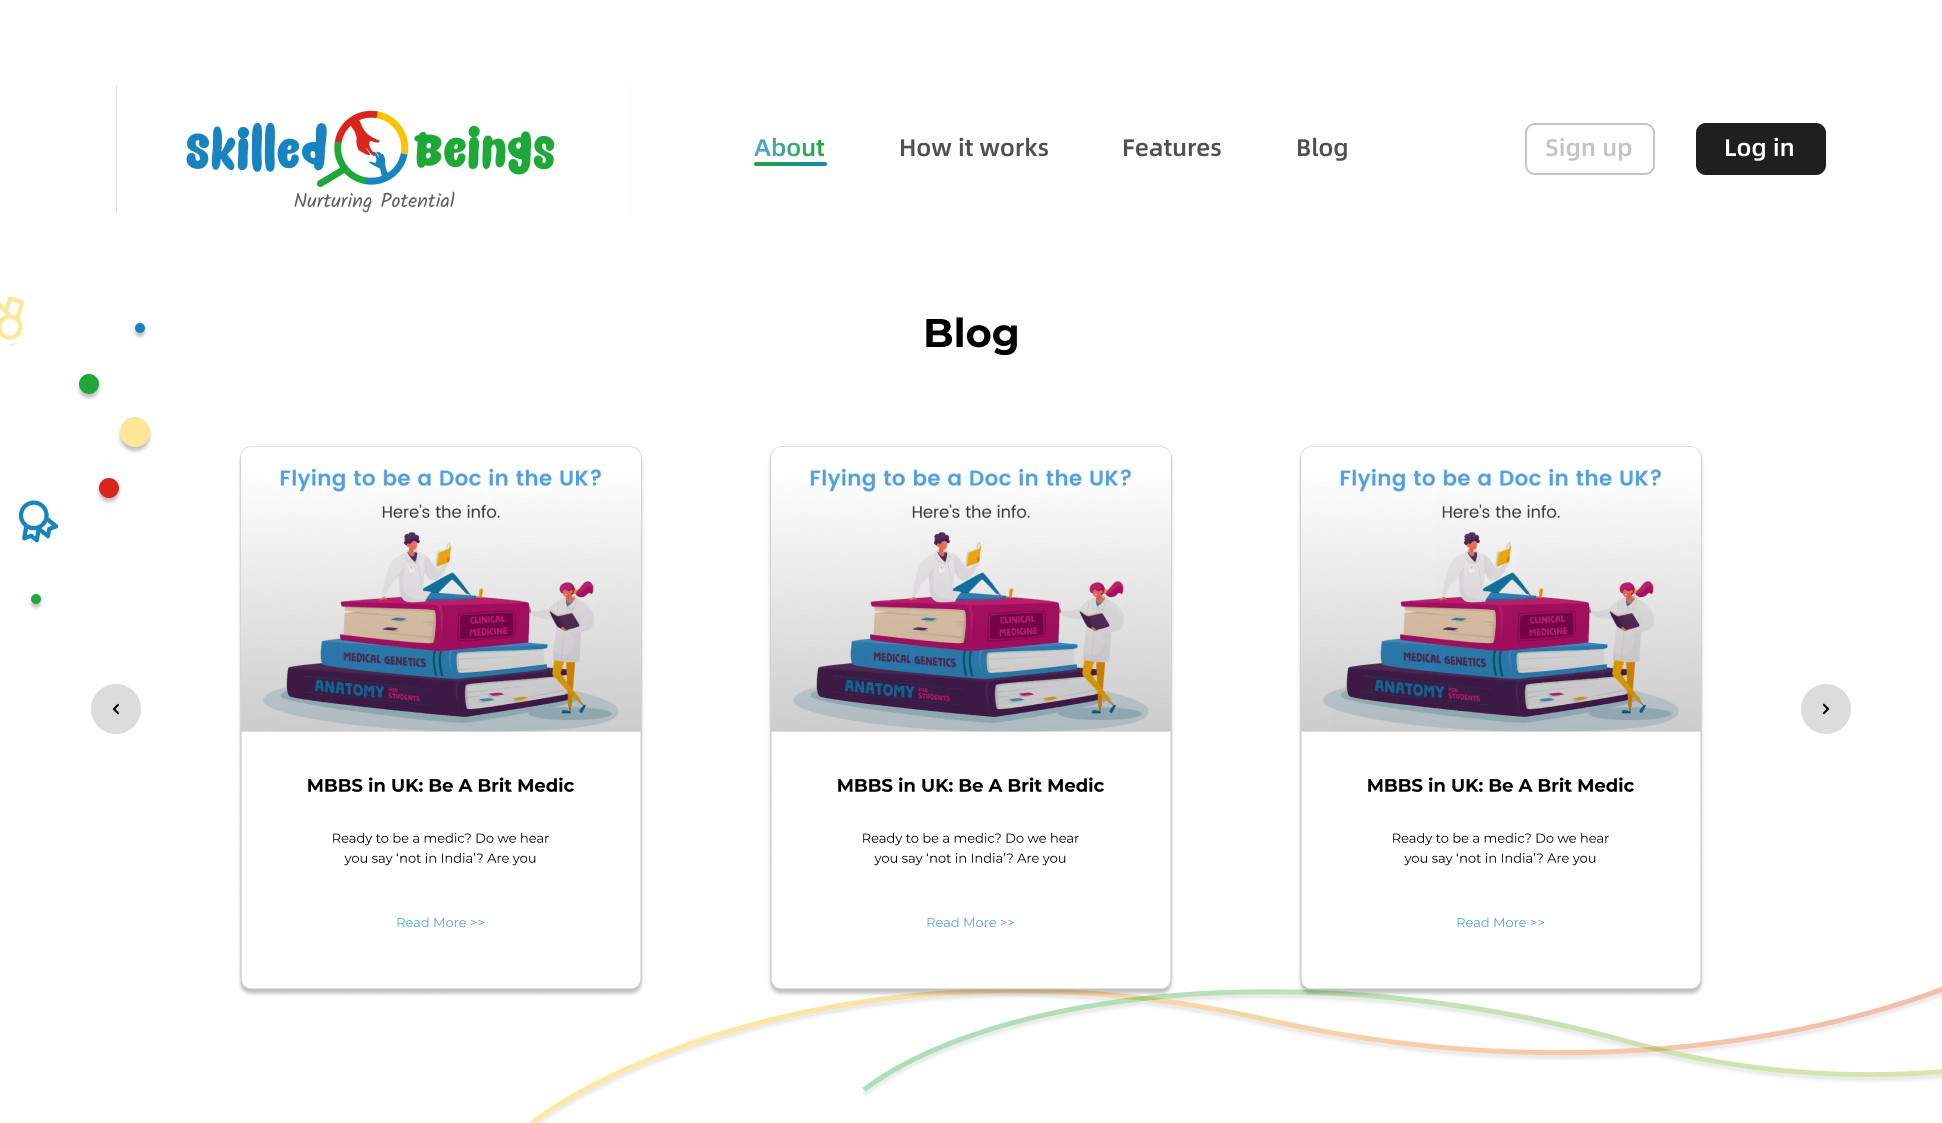 skilled Beings
Nurturing Potential
About
How it works
Features
Blog
Sign up
Log in
Blog
Flying to be a Doc in the UK?
Here's the info.
CLINICAL
MEDICINE
MEDICAL GENETICS
ANATOMY FOR STUDENTS
MBBS in UK: Be A Brit Medic
Ready to be a medic? Do we hear
you say ‘not in India’? Are you
Read More >>
Flying to be a Doc in the UK?
Here's the info.
CLINICAL
MEDICINE
MEDICAL GENETICS
ANATOMY FOR STUDENTS
MBBS in UK: Be A Brit Medic
Ready to be a medic? Do we hear
you say ‘not in India’? Are you
Read More >>
Flying to be a Doc in the UK?
Here's the info.
CLINICAL
MEDICINE
MEDICAL GENETICS
ANATOMY FOR STUDENTS
MBBS in UK: Be A Brit Medic
Ready to be a medic? Do we hear
you say ‘not in India’? Are you
Read More >>